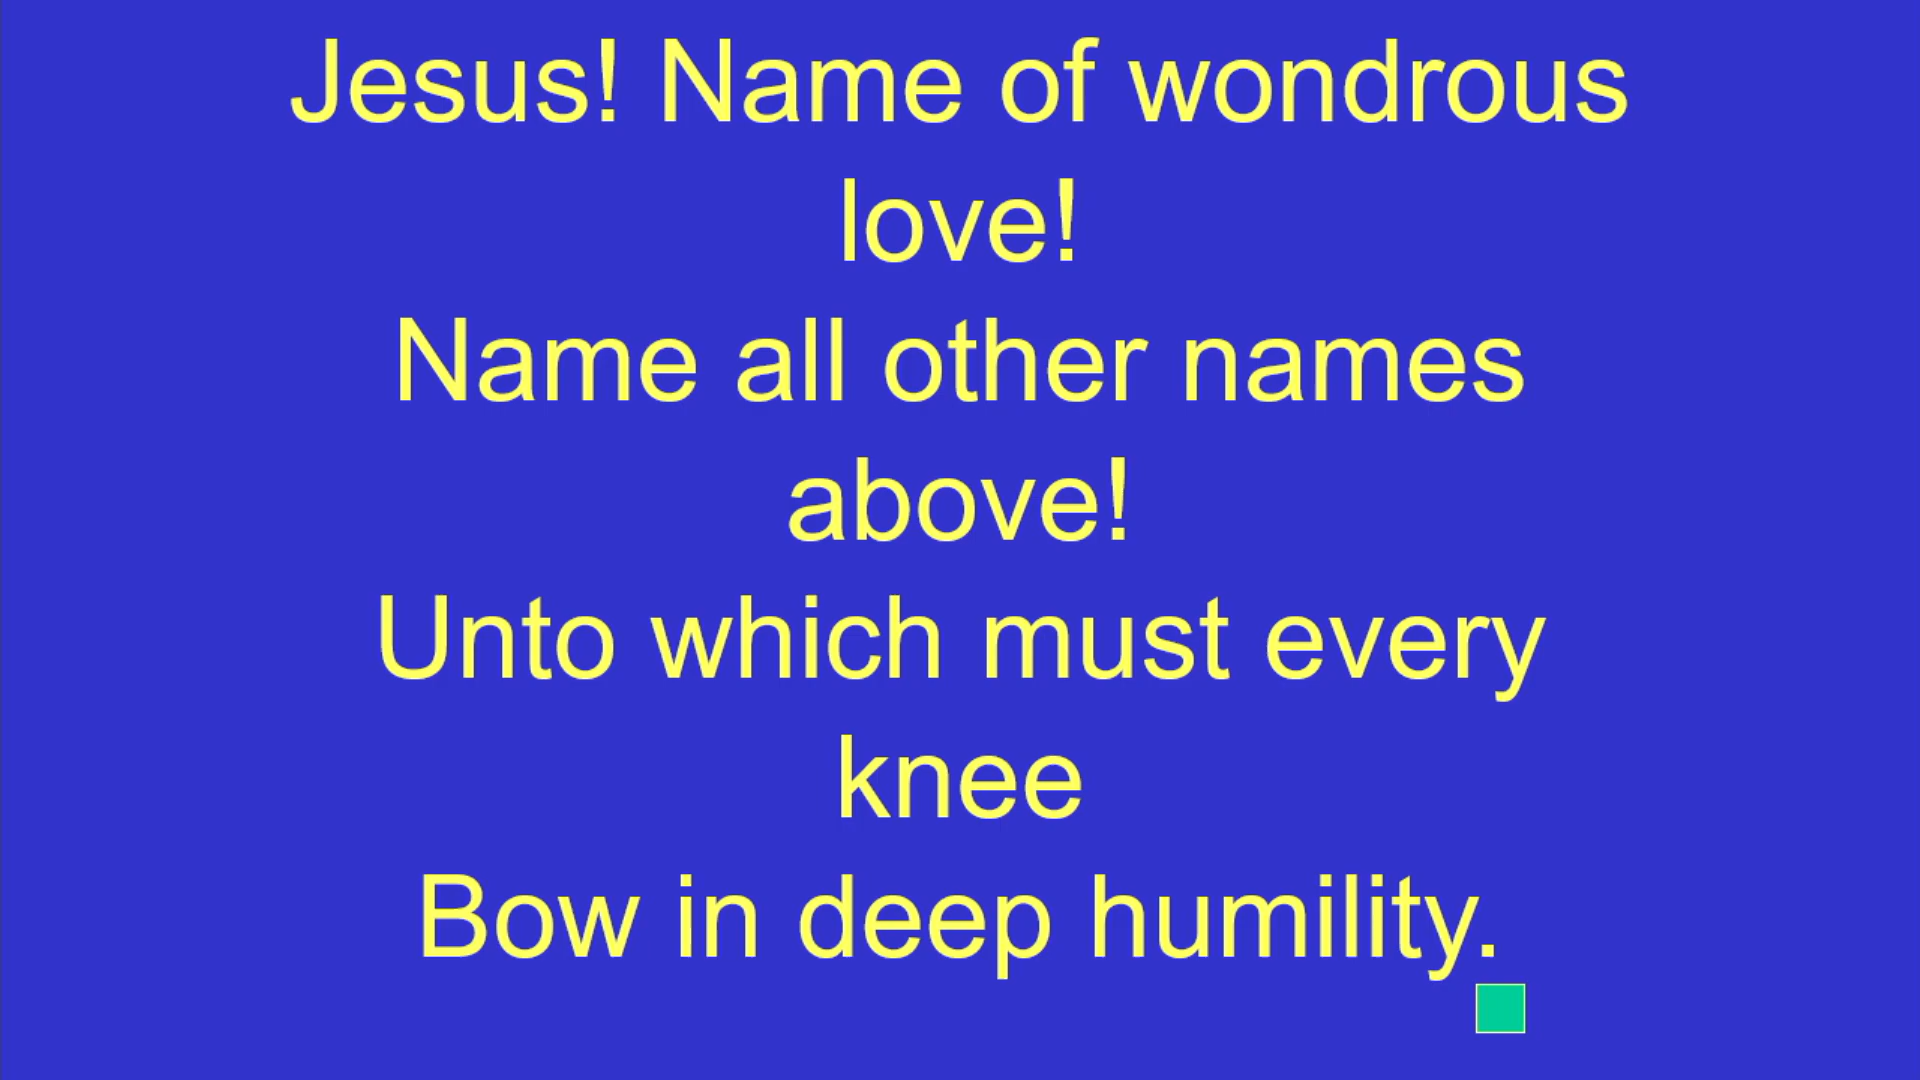 Jesus! Name of wondrous
love!
Name all other names
above!
Unto which must every
knee
Bow in deep humility.